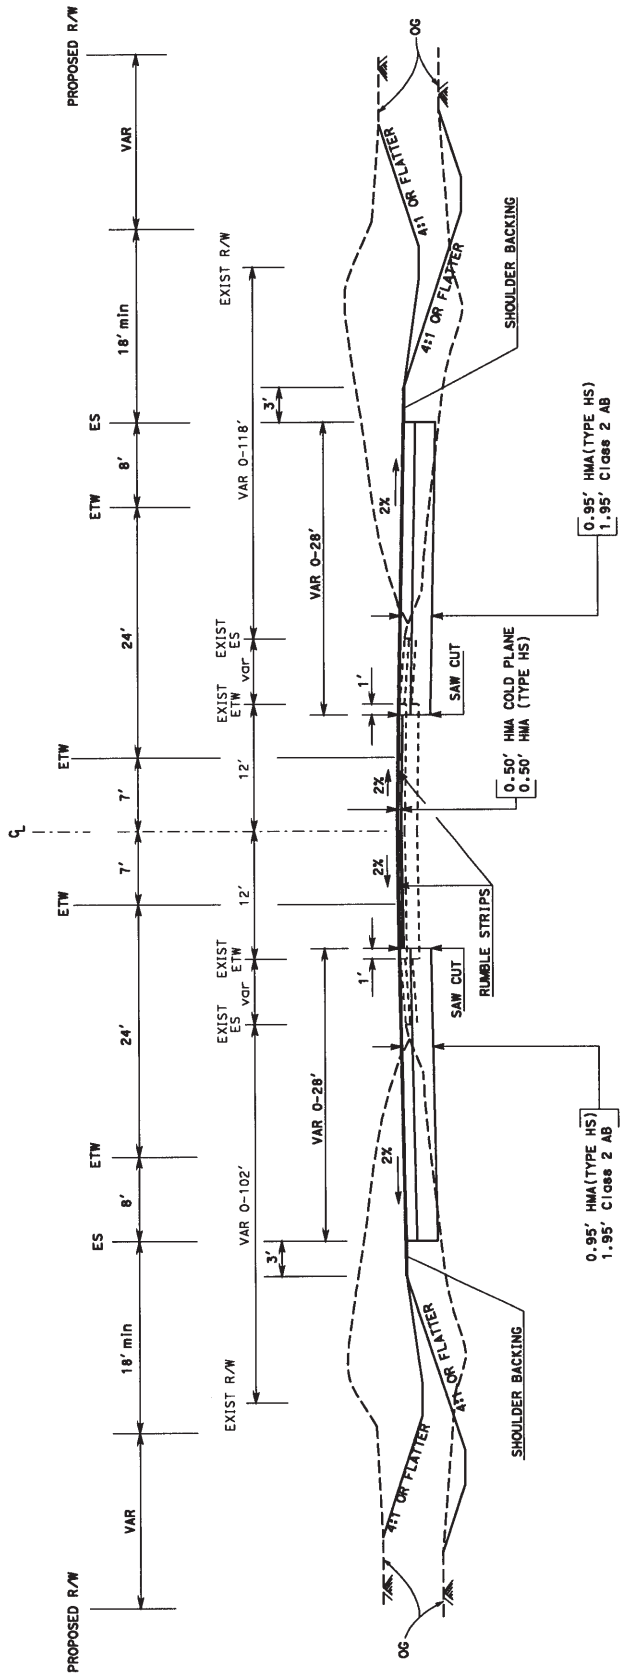 PROPOSED R/W
PROPOSED R/W
VAR
18' min
8'
24'
7'
7'
24'
8'
18' min
VAR
ES
ETW
ETW
℄
ETW
ETW
ES
EXIST R/W
VAR 0-102'
EXIST
ES
var
EXIST
ETW
12'
12'
EXIST
ETW
var
EXIST
ES
VAR 0-118'
EXIST R/W
3'
VAR 0-28'
1'
1'
VAR 0-28'
3'
2%
2%
2%
2%
OG
4:1 OR FLATTER
4:1 OR FLATTER
4:1 OR FLATTER
4:1 OR FLATTER
OG
SHOULDER BACKING
SAW CUT
RUMBLE STRIPS
SAW CUT
SHOULDER BACKING
0.50' HMA COLD PLANE
0.50' HMA (TYPE HS)
0.95' HMA(TYPE HS)
1.95' Class 2 AB
0.95' HMA(TYPE HS)
1.95' Class 2 AB